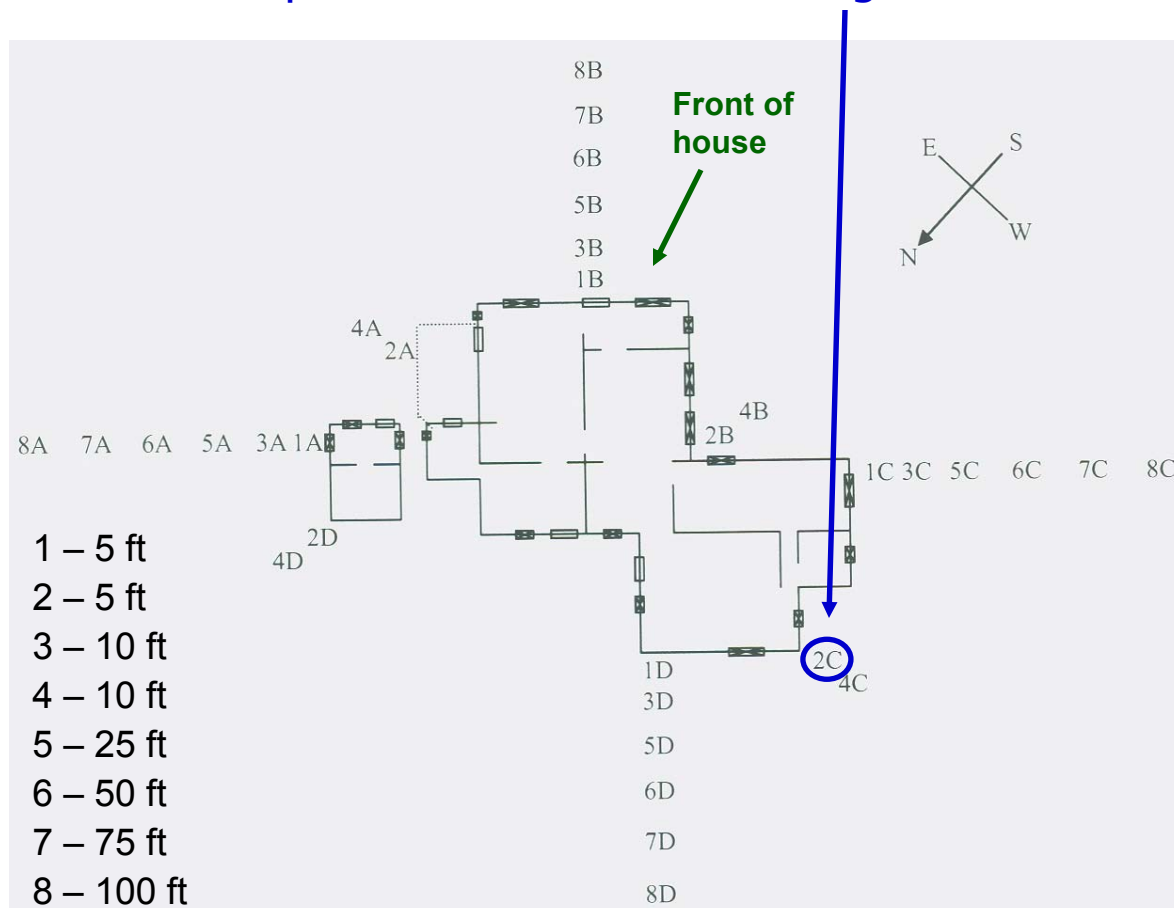 8B
Front of
house
7B
6B
5B
3B
1B
E
S
W
N
4A
2A
4B
2B
8A 7A 6A 5A 3A 1A
1C 3C 5C 6C 7C 8C
2D
4D
1 – 5 ft
2 – 5 ft
3 – 10 ft
4 – 10 ft
5 – 25 ft
6 – 50 ft
7 – 75 ft
8 – 100 ft
2C
4C
1D
3D
5D
6D
7D
8D